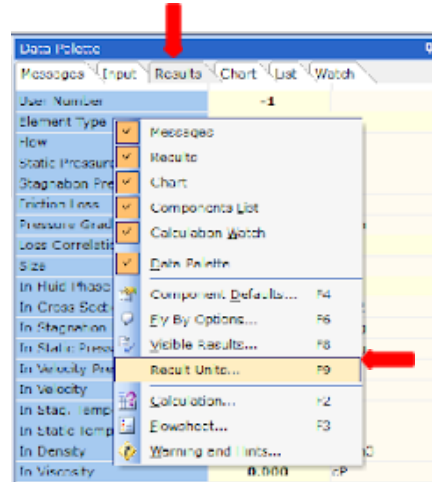 Data Palette
Messages Input Results Chart List Watch
User Number -1
Element Type
Flow
Static Pressure
Stagnation Pre
Friction Loss
Pressure Grad
Loss Correlatio
Size
In Fluid Phase
In Cross Secti
In Stagnation
In Static Press
In Velocity Pre
In Velocity
In Stag. Temp
In Static Temp
In Density
In Viscosity 0.000 cP
Messages
Results
Chart
Components List
Calculation Watch
Data Palette
Component Defaults... F4
Fly By Options... F6
Visible Results... F8
Result Units... F9
Calculation... F2
Flowsheet... F3
Warning and Hints...